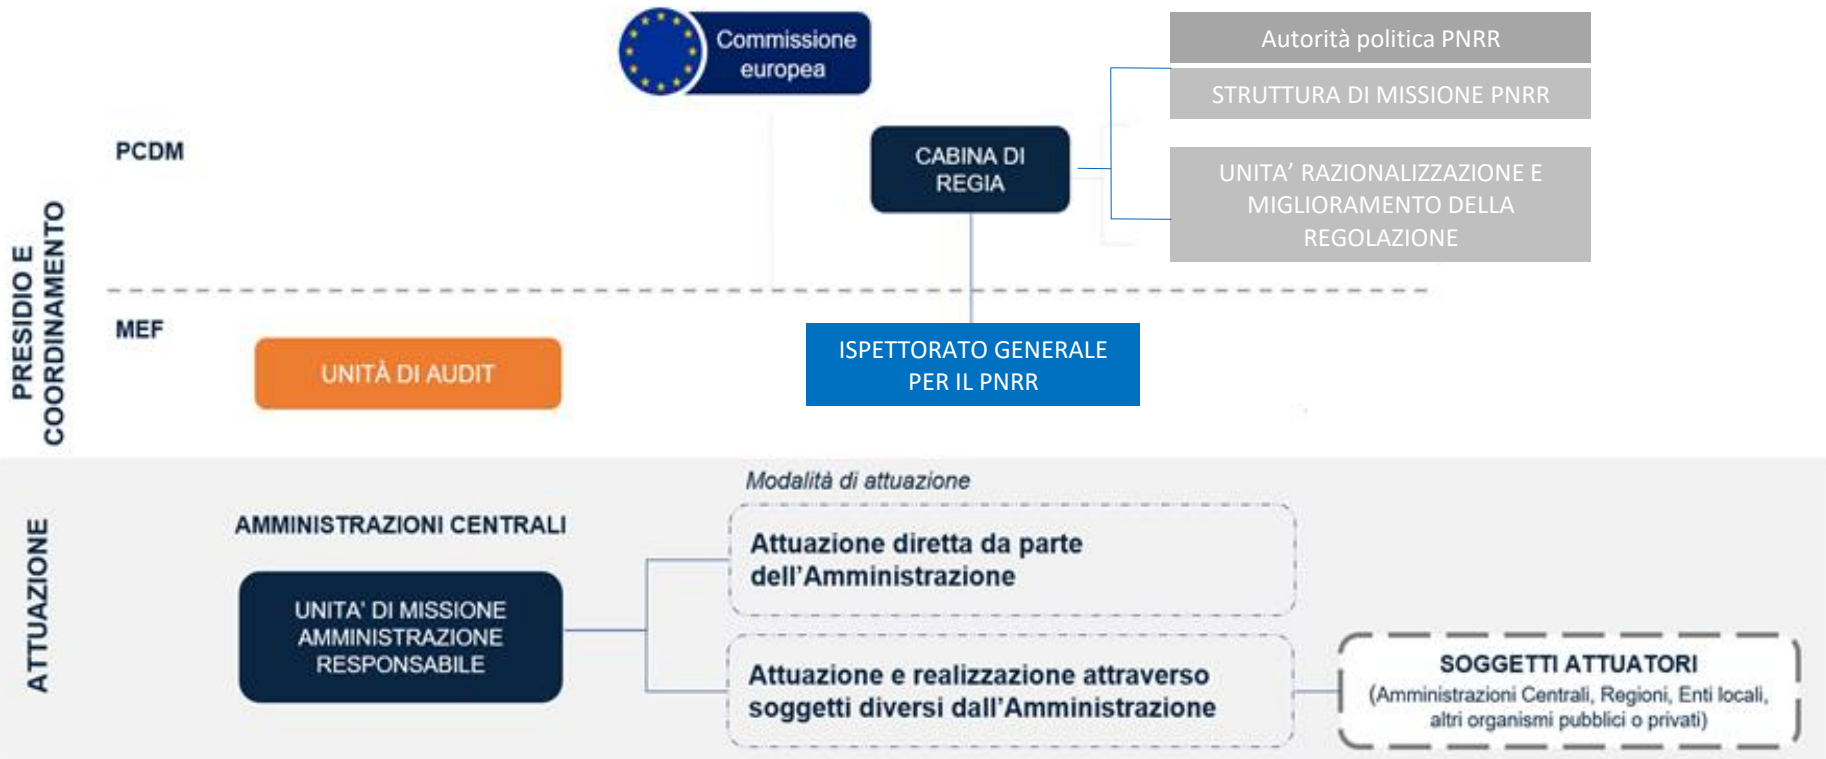 Commissione
europea
Autorità politica PNRR
STRUTTURA DI MISSIONE PNRR
PCDM
CABINA DI
REGIA
UNITA’ RAZIONALIZZAZIONE E
MIGLIORAMENTO DELLA
REGOLAZIONE
PRESIDIO E
COORDINAMENTO
MEF
UNITÀ DI AUDIT
ISPETTORATO GENERALE
PER IL PNRR
ATTUAZIONE
Modalità di attuazione
AMMINISTRAZIONI CENTRALI
UNITA' DI MISSIONE
AMMINISTRAZIONE
RESPONSABILE
Attuazione diretta da parte
dell'Amministrazione
Attuazione e realizzazione attraverso
soggetti diversi dall'Amministrazione
SOGGETTI ATTUATORI
(Amministrazioni Centrali, Regioni, Enti locali,
altri organismi pubblici o privati)